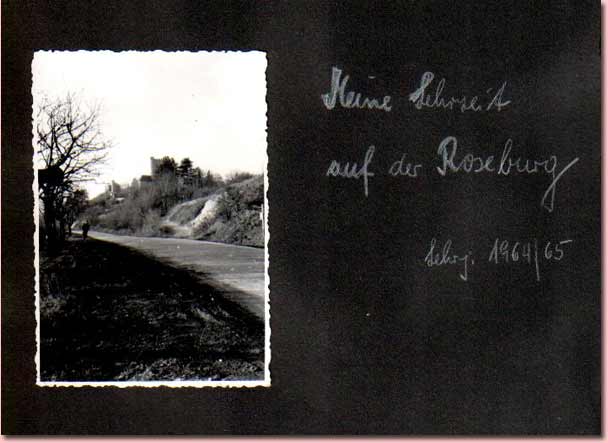 Meine Lehrzeit
auf der Roseburg
Lehrj. 1964/65